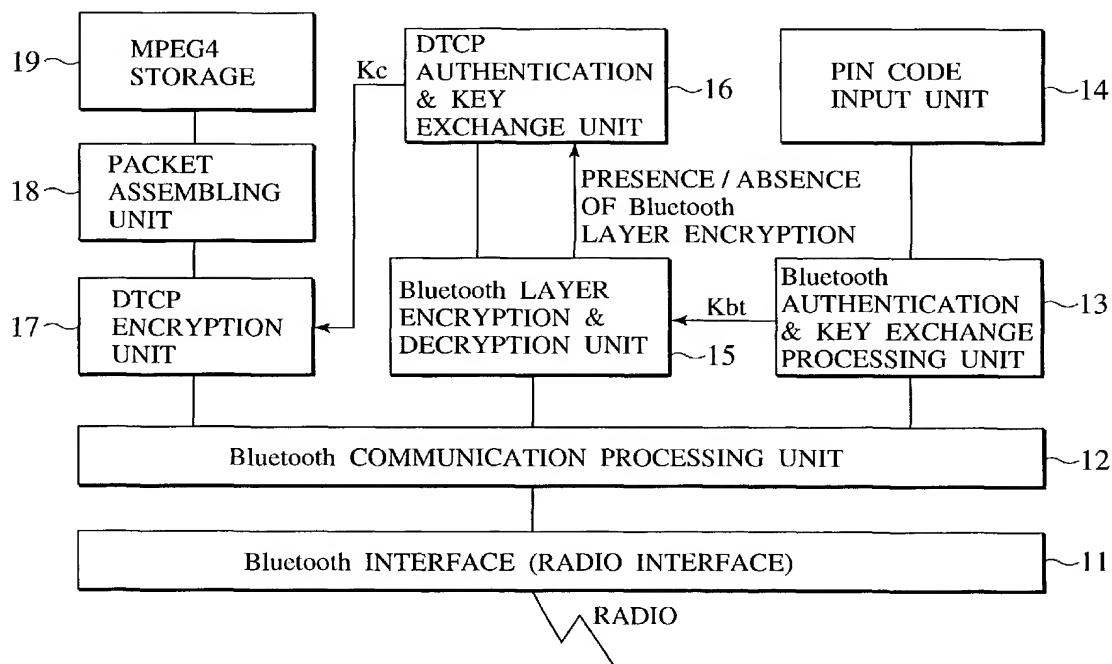 19
MPEG4
STORAGE
Kc
DTCP
AUTHENTICATION
& KEY
EXCHANGE UNIT
16
PIN CODE
INPUT UNIT
14
18
PACKET
ASSEMBLING
UNIT
PRESENCE / ABSENCE
OF Bluetooth
LAYER ENCRYPTION
17
DTCP
ENCRYPTION
UNIT
Bluetooth LAYER
ENCRYPTION &
DECRYPTION UNIT
15
Kbt
Bluetooth
AUTHENTICATION
& KEY EXCHANGE
PROCESSING UNIT
13
Bluetooth COMMUNICATION PROCESSING UNIT
12
Bluetooth INTERFACE (RADIO INTERFACE)
11
RADIO